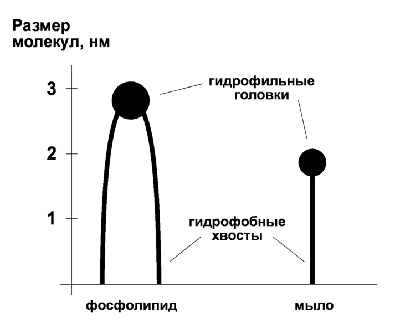 Размер
молекул, нм
3
гидрофильные
головки
2
1
гидрофобные
хвосты
фосфолипид
мыло